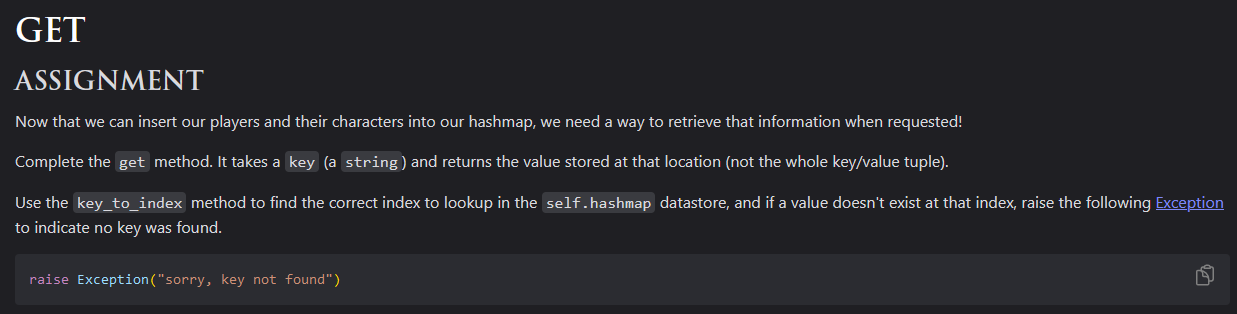 GET
ASSIGNMENT
Now that we can insert our players and their characters into our hashmap, we need a way to retrieve that information when requested!
Complete the get method. It takes a key (a string) and returns the value stored at that location (not the whole key/value tuple).
Use the key_to_index method to find the correct index to lookup in the self.hashmap datastore, and if a value doesn't exist at that index, raise the following Exception
to indicate no key was found.
raise Exception("sorry, key not found")